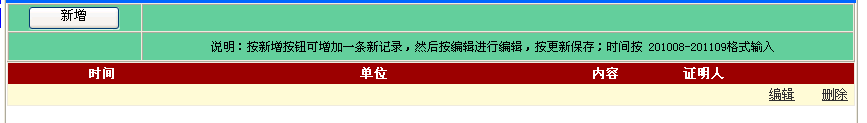 新增
说明：按新增按钮可增加一条新记录，然后按编辑进行编辑，按更新保存；时间按 201008-201109格式输入
时间 单位 内容 证明人
编辑 删除